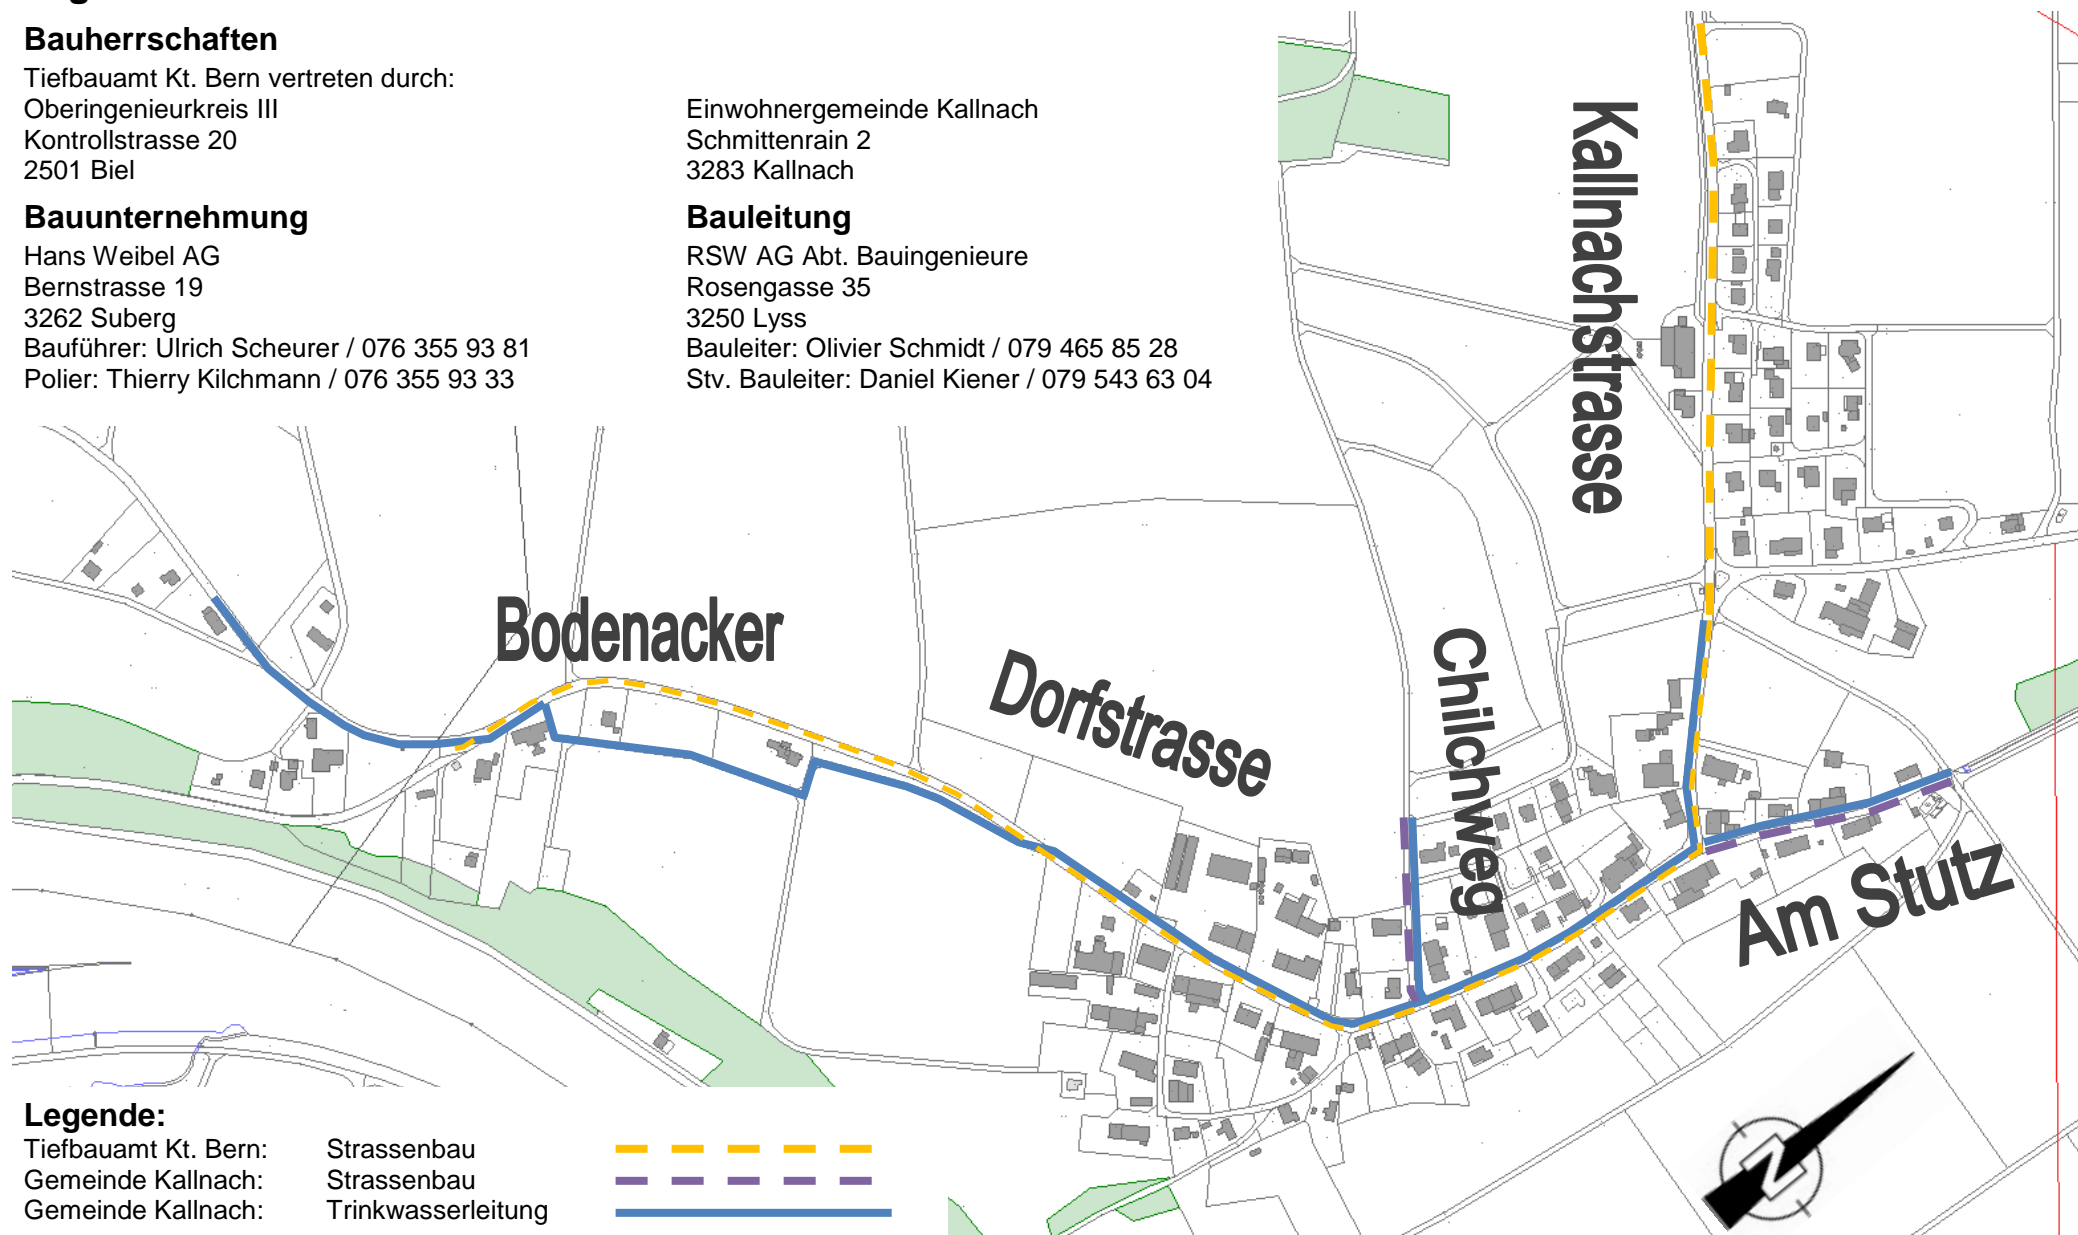 Bauherrschaften
Tiefbauamt Kt. Bern vertreten durch:
Oberingenieurkreis III
Kontrollstrasse 20
2501 Biel
Einwohnergemeinde Kallnach
Schmittenrain 2
3283 Kallnach
Bauunternehmung
Hans Weibel AG
Bernstrasse 19
3262 Suberg
Bauführer: Ulrich Scheurer / 076 355 93 81
Polier: Thierry Kilchmann / 076 355 93 33
Bauleitung
RSW AG Abt. Bauingenieure
Rosengasse 35
3250 Lyss
Bauleiter: Olivier Schmidt / 079 465 85 28
Stv. Bauleiter: Daniel Kiener / 079 543 63 04
Kallnachstrasse
Bodenacker
Dorfstrasse
Chilchweg
Am Stutz
N
Legende:
Tiefbauamt Kt. Bern: Strassenbau
Gemeinde Kallnach: Strassenbau
Gemeinde Kallnach: Trinkwasserleitung